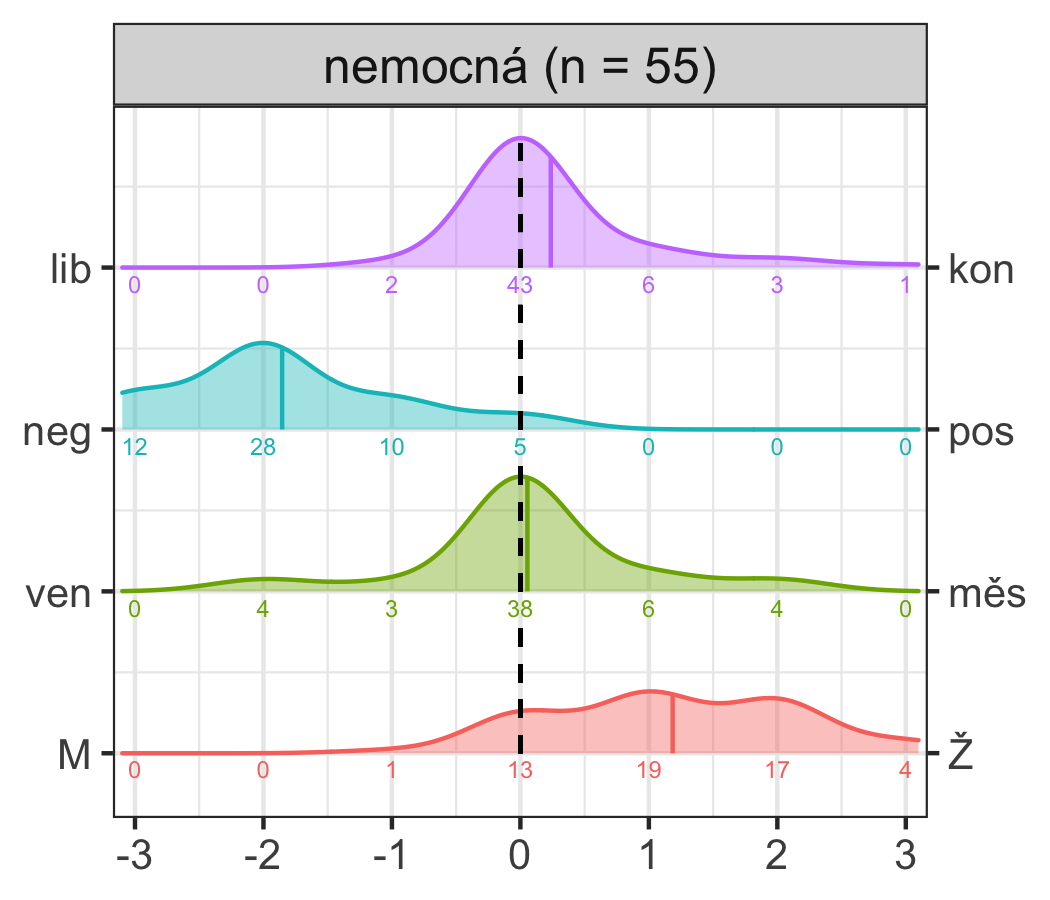 nemocná (n = 55)
lib kon
0 0 2 43 6 3 1
neg pos
12 28 10 5 0 0 0
ven měs
0 4 3 38 6 4 0
M Ž
0 0 1 13 19 17 4
-3 -2 -1 0 1 2 3